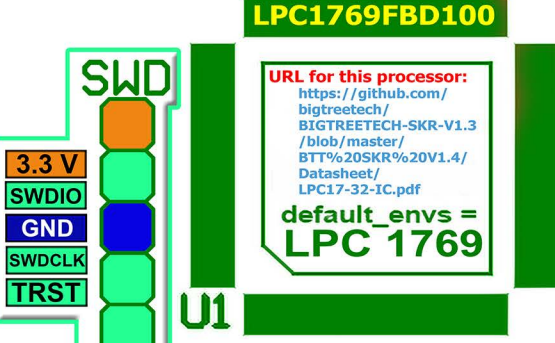 LPC1769FBD100
SWD
3.3 V
SWDIO
GND
SWDCLK
TRST
URL for this processor:
https://github.com/
bigtreetech/
BIGTREETECH-SKR-V1.3
/blob/master/
BTT%20SKR%20V1.4/
Datasheet/
LPC17-32-IC.pdf
default_envs =
LPC 1769
U1